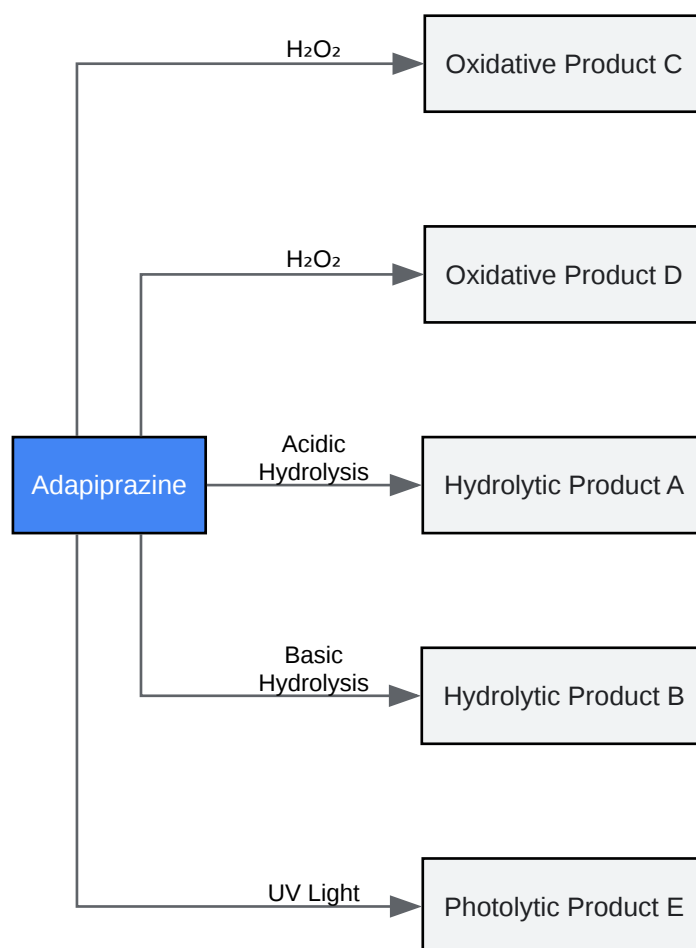 H₂O₂
Oxidative Product C
H₂O₂
Oxidative Product D
Acidic
Hydrolysis
Adapiprazine
Hydrolytic Product A
Basic
Hydrolysis
Hydrolytic Product B
UV Light
Photolytic Product E